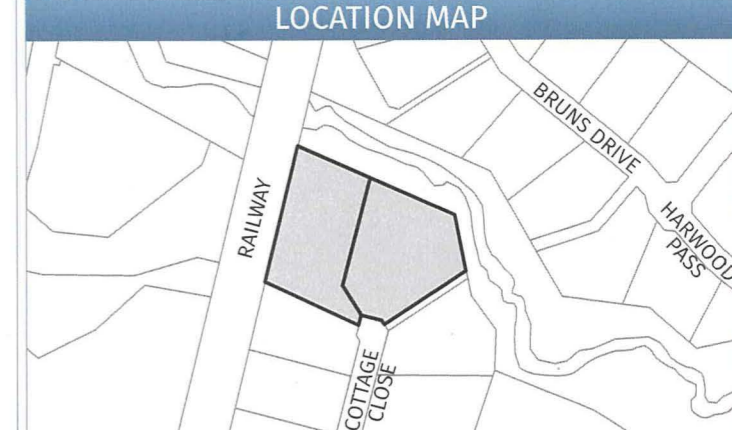 LOCATION MAP
BRUNS DRIVE
HARWOOD
PASS
RAILWAY
COTTAGE
CLOSE